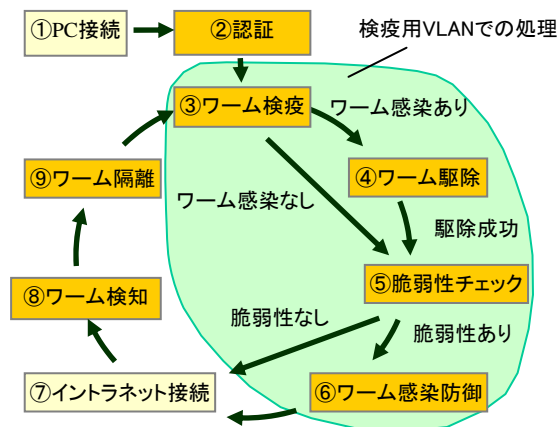 ①PC接続
②認証
検疫用VLANでの処理
③ワーム検疫
ワーム感染あり
⑨ワーム隔離
④ワーム駆除
ワーム感染なし
駆除成功
⑤脆弱性チェック
⑧ワーム検知
脆弱性なし
脆弱性あり
⑦イントラネット接続
⑥ワーム感染防御